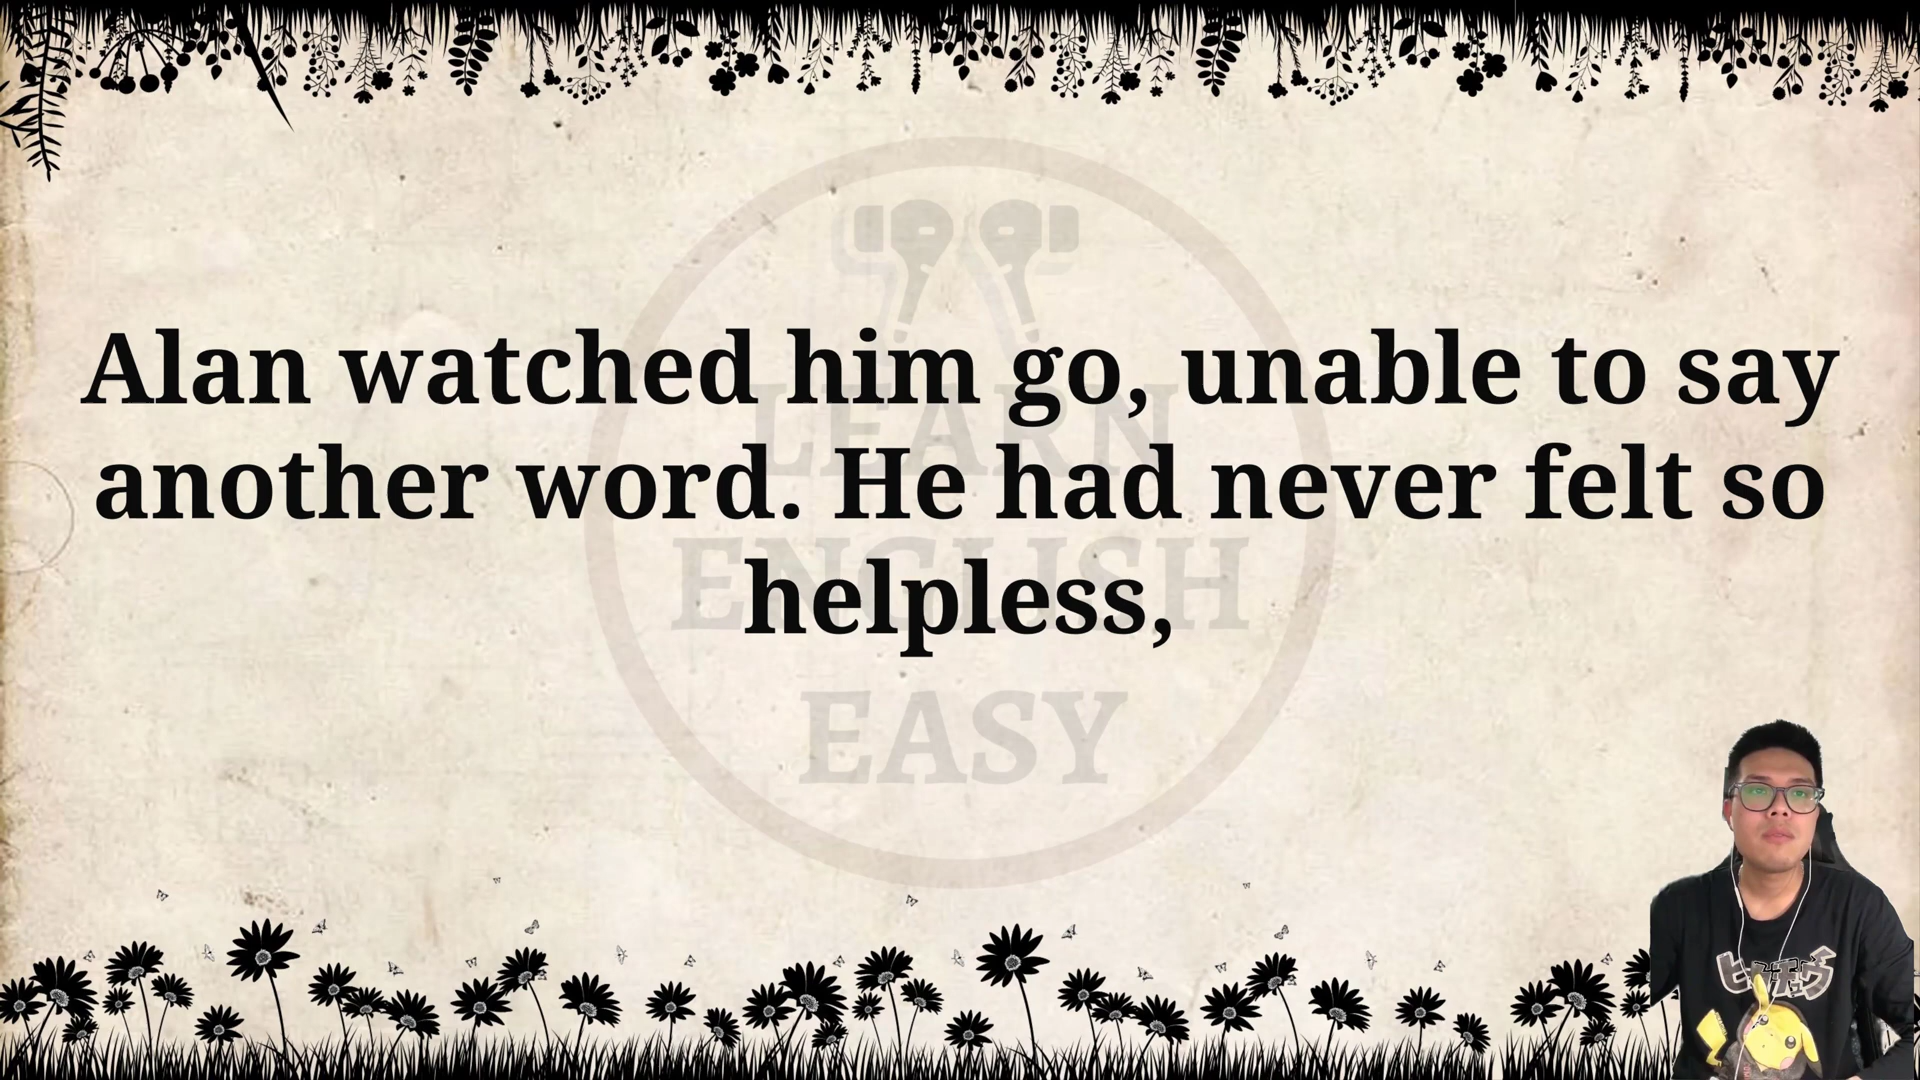 Alan watched him go, unable to say
another word. He had never felt so
helpless,
LEARN
ENGLISH
EASY